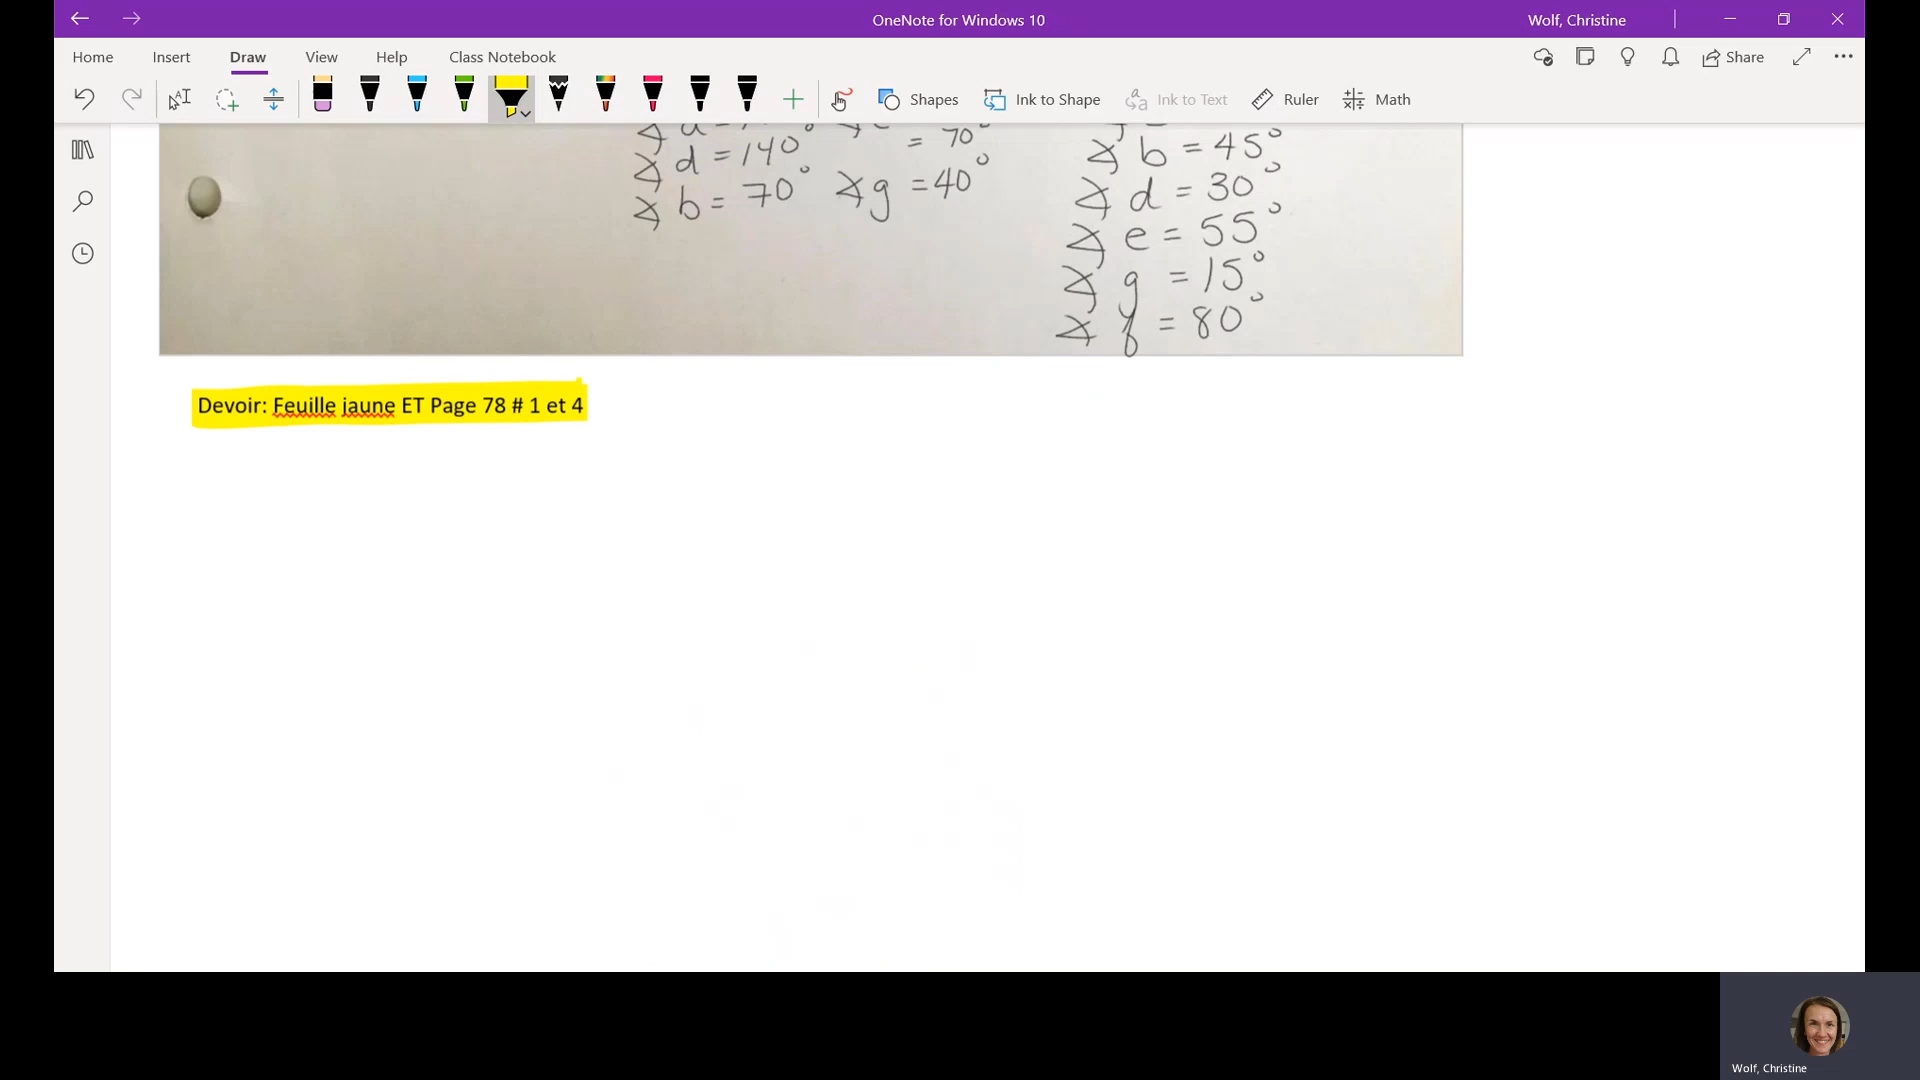 OneNote for Windows 10
Wolf, Christine
Home Insert Draw View Help Class Notebook
Share
Shapes Ink to Shape Ink to Text Ruler Math
= 70°
∡ d = 140°
∡ b = 70° ∡ g = 40°
∡ b = 45°
∡ d = 30°
∡ e = 55°
∡ g = 15°
∡ f = 80°
Devoir: Feuille jaune ET Page 78 # 1 et 4
Wolf, Christine